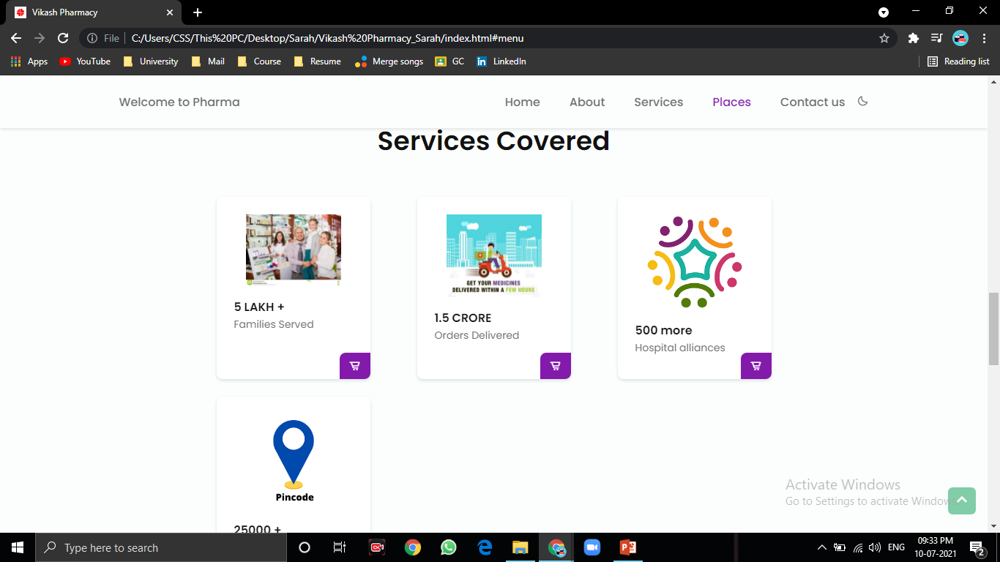 Vikash Pharmacy
File
C:/Users/CSS/This%20PC/Desktop/Sarah/Vikash%20Pharmacy_Sarah/index.html#menu
Apps YouTube University Mail Course Resume Merge songs GC LinkedIn Reading list
Welcome to Pharma Home About Services Places Contact us
Services Covered
5 LAKH +
Families Served
GET YOUR MEDICINES
DELIVERED WITHIN A FEW HOURS
1.5 CRORE
Orders Delivered
500 more
Hospital alliances
Pincode
25000 +
Activate Windows
Go to Settings to activate Windows
Type here to search
ENG
09:33 PM
10-07-2021
2